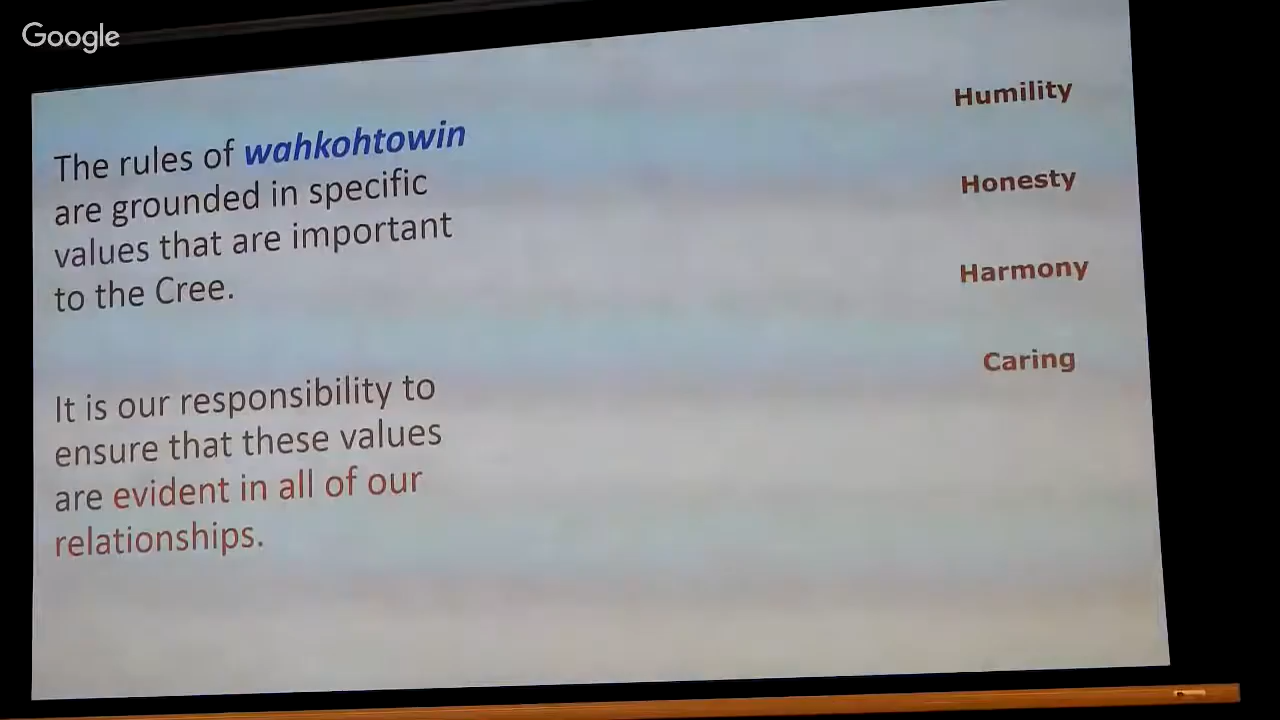 Google
The rules of wahkohtowin
are grounded in specific
values that are important
to the Cree.
It is our responsibility to
ensure that these values
are evident in all of our
relationships.
Humility
Honesty
Harmony
Caring